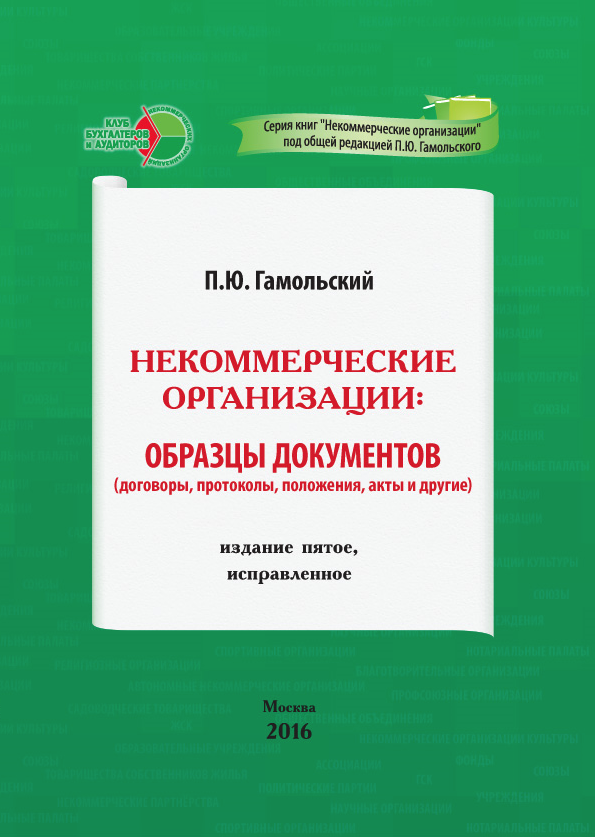 КЛУБ
БУХГАЛТЕРОВ
и АУДИТОРОВ
НЕКОММЕРЧЕСКИХ ОРГАНИЗАЦИЙ
Серия книг "Некоммерческие организации"
под общей редакцией П.Ю. Гамольского
П.Ю. Гамольский
НЕКОММЕРЧЕСКИЕ
ОРГАНИЗАЦИИ:
ОБРАЗЦЫ ДОКУМЕНТОВ
(договоры, протоколы, положения, акты и другие)
издание пятое,
исправленное
Москва
2016